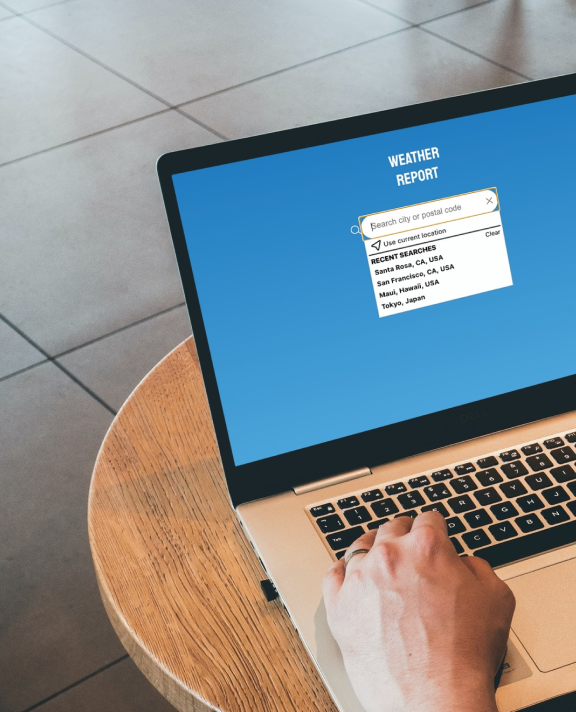 WEATHER
REPORT
Search city or postal code
Use current location
Clear
RECENT SEARCHES
Santa Rosa, CA, USA
San Francisco, CA, USA
Maui, Hawaii, USA
Tokyo, Japan